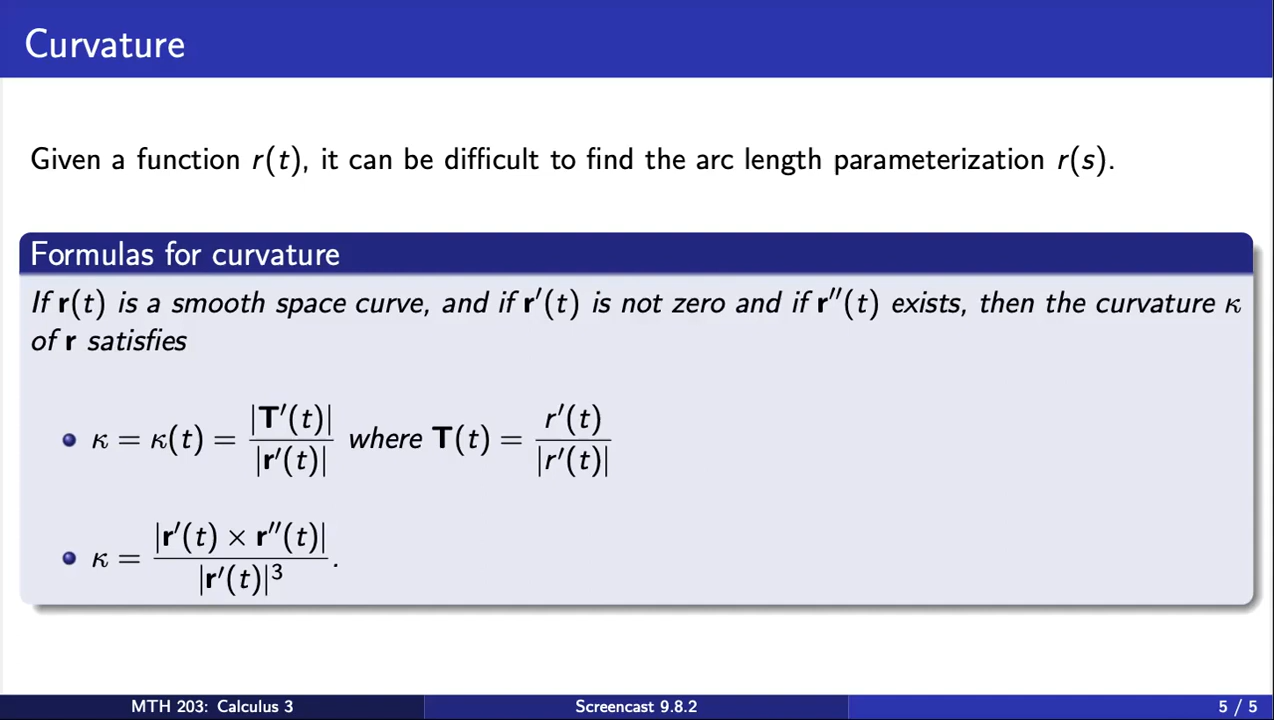 Curvature
Given a function r(t), it can be difficult to find the arc length parameterization r(s).
Formulas for curvature
If r(t) is a smooth space curve, and if r′(t) is not zero and if r′′(t) exists, then the curvature κ
of r satisfies
κ = κ(t) = |T′(t)| / |r′(t)| where T(t) = r′(t) / |r′(t)|
κ = |r′(t) × r′′(t)| / |r′(t)|³ .
MTH 203: Calculus 3 Screencast 9.8.2 5 / 5